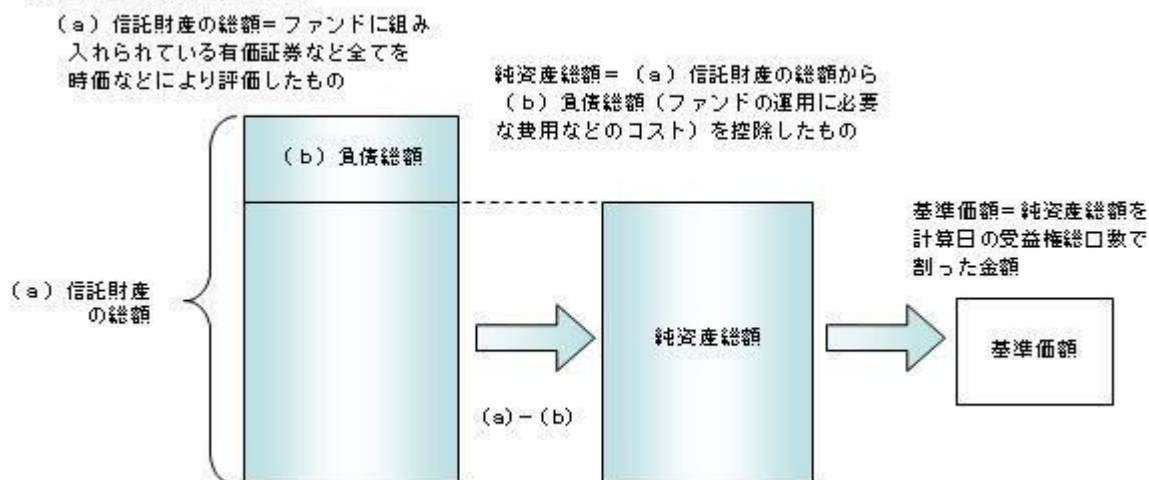 （a）信託財産の総額＝ファンドに組み
入れられている有価証券など全てを
時価などにより評価したもの
純資産総額＝（a）信託財産の総額から
（b）負債総額（ファンドの運用に必要
な費用などのコスト）を控除したもの
（b）負債総額
基準価額＝純資産総額を
計算日の受益権総口数で
割った金額
（a）信託財産
の総額
純資産総額
基準価額
（a）－（b）